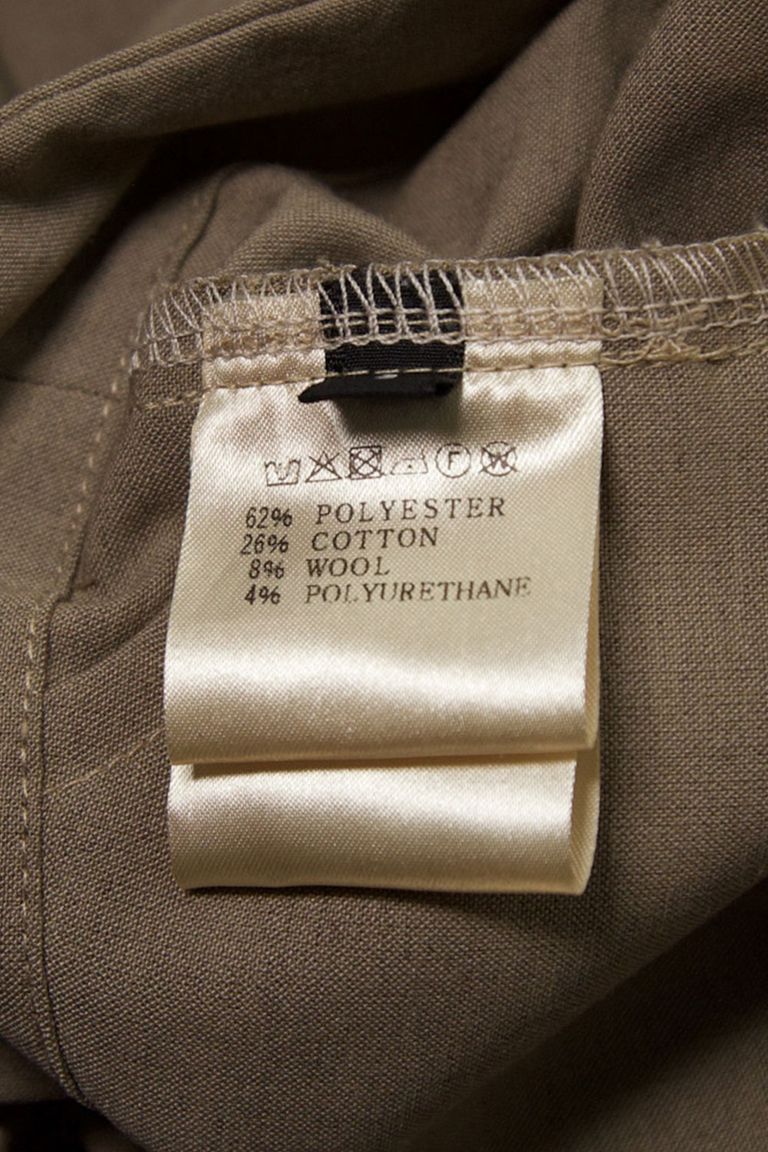 62% POLYESTER
26% COTTON
8% WOOL
4% POLYURETHANE